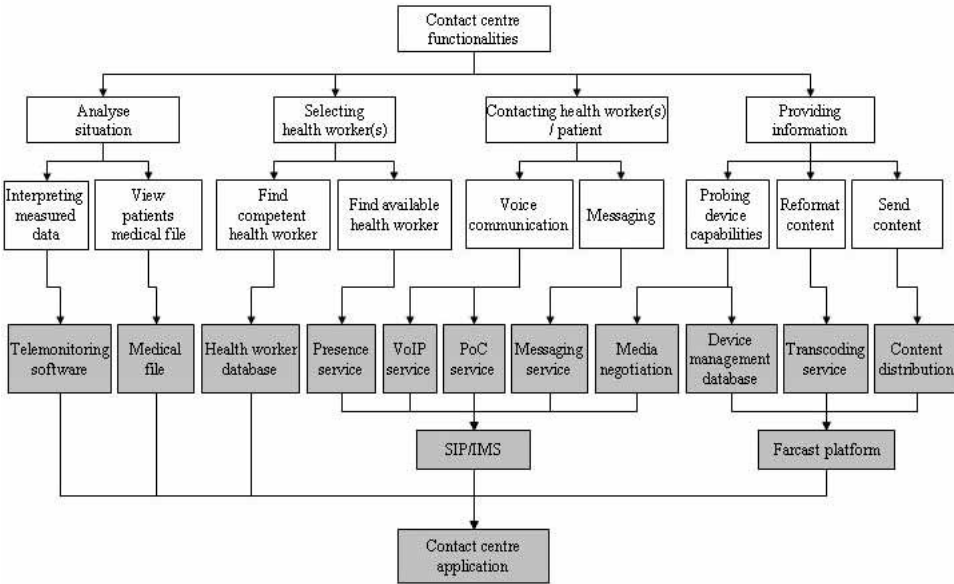 Contact centre
functionalities
Analyse
situation
Selecting
health worker(s)
Contacting health worker(s)
/ patient
Providing
information
Interpreting
measured
data
View
patients
medical file
Find
competent
health worker
Find available
health worker
Voice
communication
Messaging
Probing
device
capabilities
Reformat
content
Send
content
Telemonitoring
software
Medical
file
Health worker
database
Presence
service
VoIP
service
PoC
service
Messaging
service
Media
negotiation
Device
management
database
Transcoding
service
Content
distribution
SIP/IMS
Farcast platform
Contact centre
application